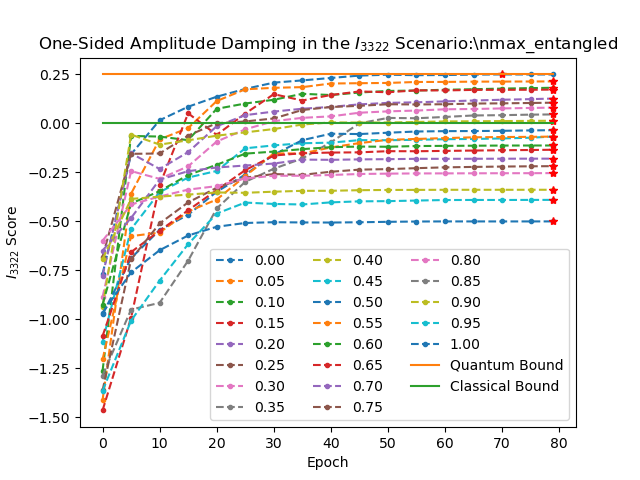 One-Sided Amplitude Damping in the I3322 Scenario:\nmax_entangled
0.25
0.00
−0.25
−0.50
−0.75
−1.00
−1.25
−1.50
I3322 Score
0 10 20 30 40 50 60 70 80
Epoch
0.00 0.40 0.80
0.05 0.45 0.85
0.10 0.50 0.90
0.15 0.55 0.95
0.20 0.60 1.00
0.25 0.65 Quantum Bound
0.30 0.70 Classical Bound
0.35 0.75